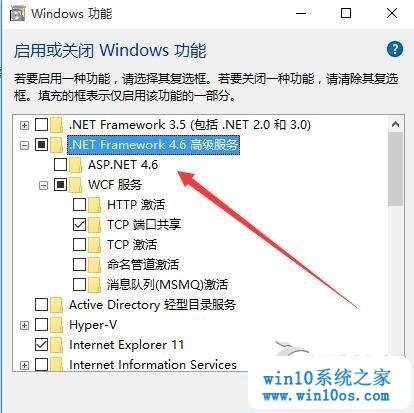 Windows 功能
启用或关闭 Windows 功能
若要启用一种功能，请选择其复选框。若要关闭一种功能，请清除其复选
框。填充的框表示仅启用该功能的一部分。
.NET Framework 3.5 (包括 .NET 2.0 和 3.0)
.NET Framework 4.6 高级服务
ASP.NET 4.6
WCF 服务
HTTP 激活
TCP 端口共享
TCP 激活
命名管道激活
消息队列(MSMQ)激活
Active Directory 轻型目录服务
Hyper-V
Internet Explorer 11
Internet Information Services
win10系统之家
www.win10os.com